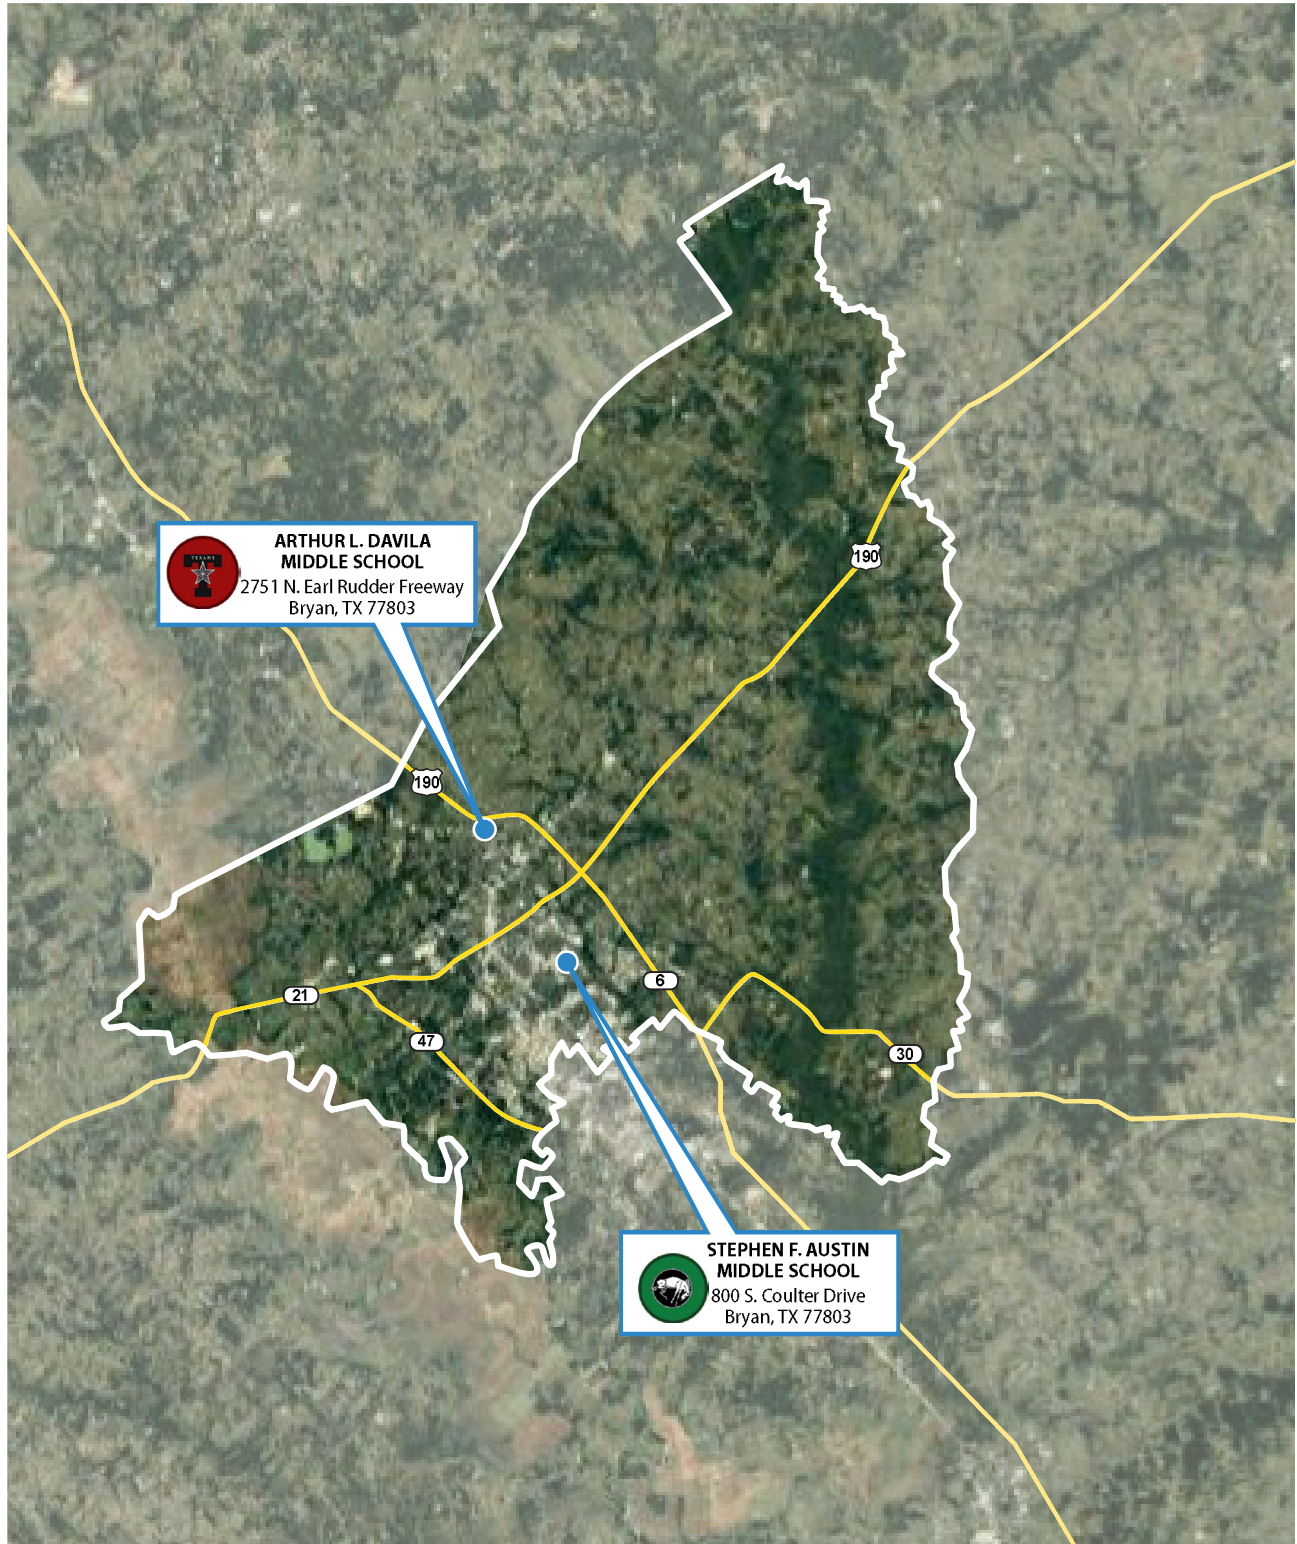 ARTHUR L. DAVILA
MIDDLE SCHOOL
2751 N. Earl Rudder Freeway
Bryan, TX 77803
TEXANS
T
190
190
21
47
6
30
STEPHEN F. AUSTIN
MIDDLE SCHOOL
800 S. Coulter Drive
Bryan, TX 77803